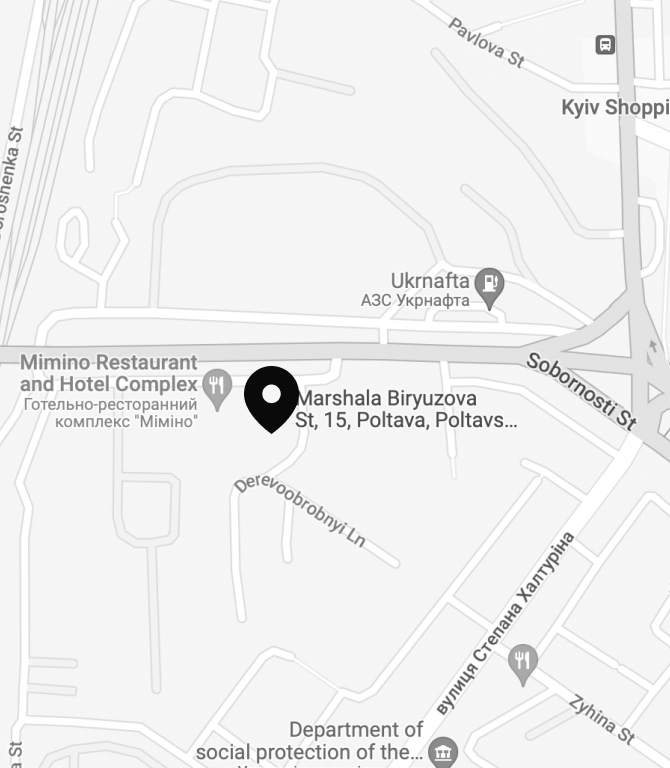 Pavlova St
Kyiv Shoppi
oroshenka St
Ukrnafta
АЗС Укрнафта
Mimino Restaurant
and Hotel Complex
Готельно-ресторанний
комплекс "Міміно"
Sobornosti St
Marshala Biryuzova
St, 15, Poltava, Poltavs...
Derevoobrobnyi Ln
вулиця Степана Халтуріна
Zyhina St
Department of
social protection of the...
a St